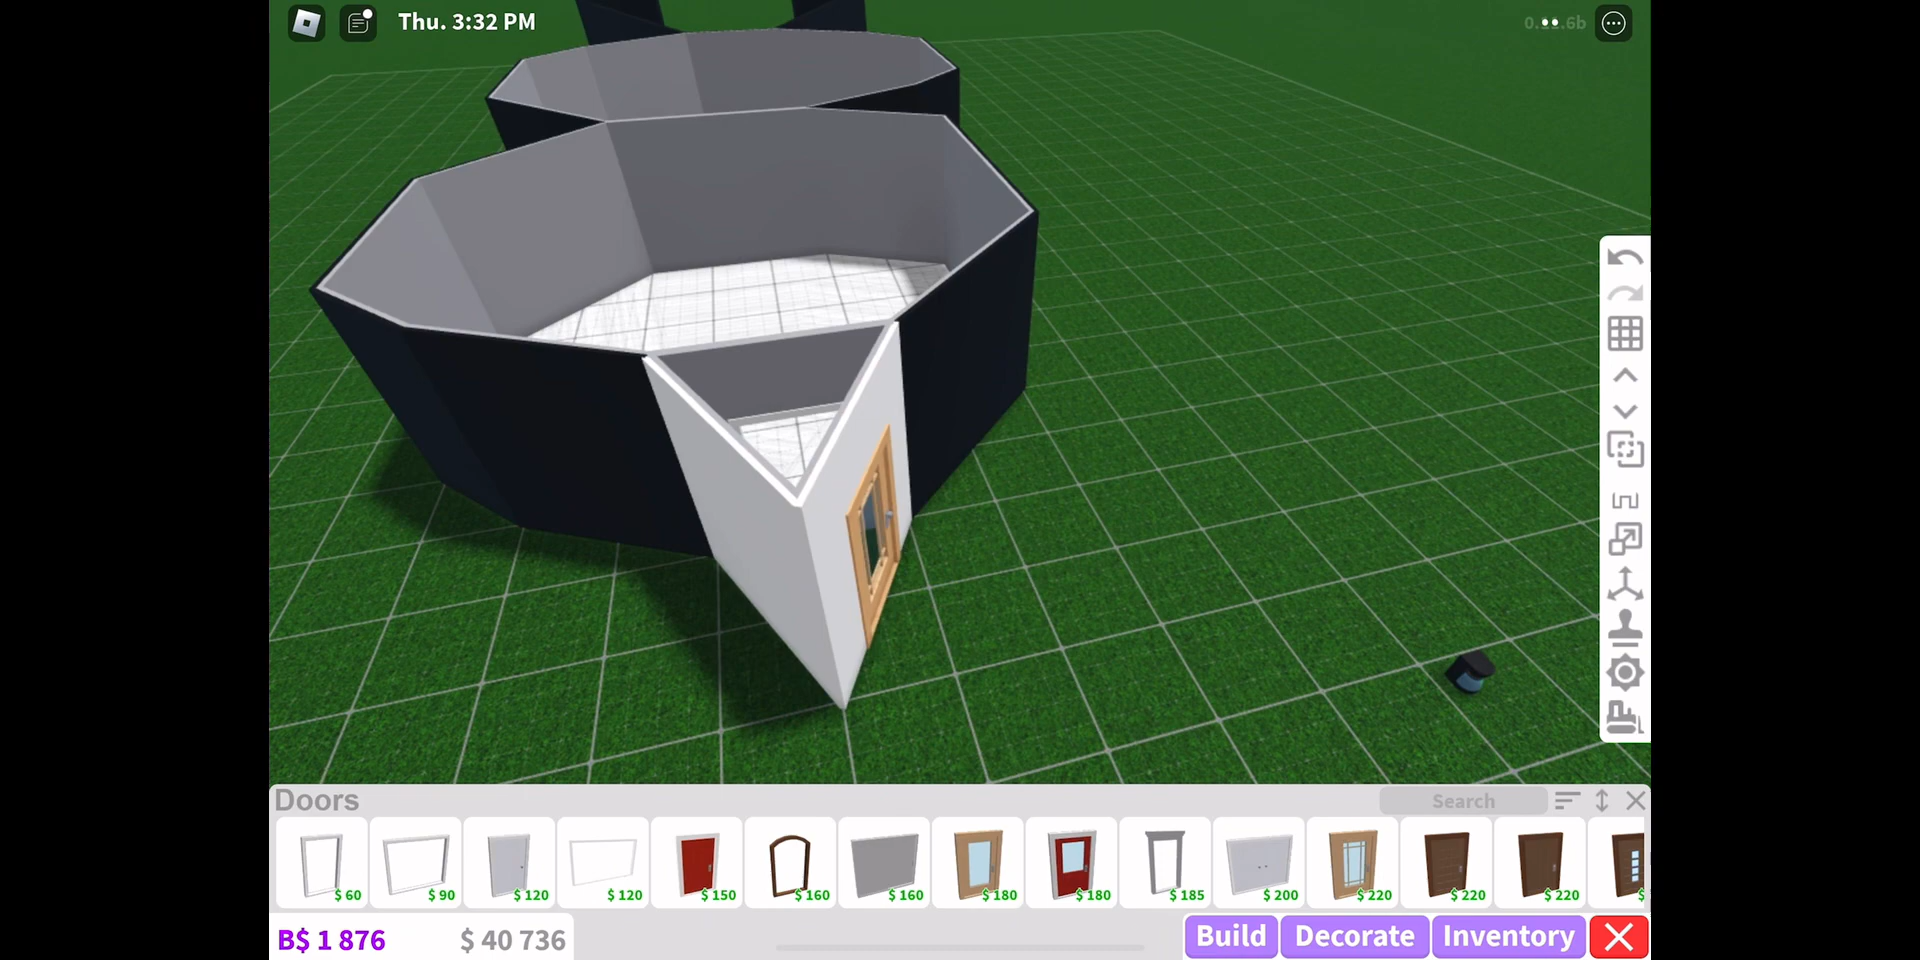 Thu. 3:32 PM
Doors
Search
$ 60
$ 90
$ 120
$ 120
$ 150
$ 160
$ 160
$ 180
$ 180
$ 185
$ 200
$ 220
$ 220
$ 220
$
B$ 1 876
$ 40 736
Build
Decorate
Inventory